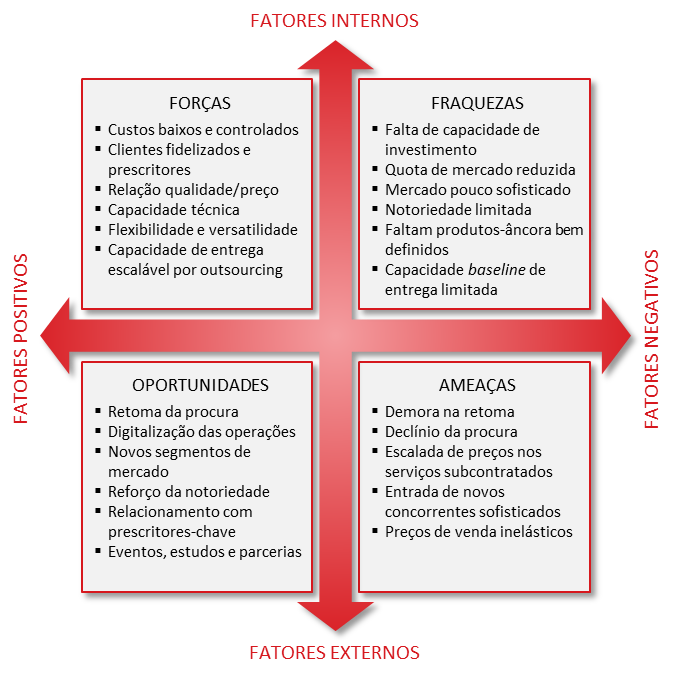 FATORES INTERNOS
FORÇAS
▪ Custos baixos e controlados
▪ Clientes fidelizados e
prescritores
▪ Relação qualidade/preço
▪ Capacidade técnica
▪ Flexibilidade e versatilidade
▪ Capacidade de entrega
escalável por outsourcing
FRAQUEZAS
▪ Falta de capacidade de
investimento
▪ Quota de mercado reduzida
▪ Mercado pouco sofisticado
▪ Notoriedade limitada
▪ Faltam produtos-âncora bem
definidos
▪ Capacidade baseline de
entrega limitada
FATORES POSITIVOS
FATORES NEGATIVOS
OPORTUNIDADES
▪ Retoma da procura
▪ Digitalização das operações
▪ Novos segmentos de
mercado
▪ Reforço da notoriedade
▪ Relacionamento com
prescritores-chave
▪ Eventos, estudos e parcerias
AMEAÇAS
▪ Demora na retoma
▪ Declínio da procura
▪ Escalada de preços nos
serviços subcontratados
▪ Entrada de novos
concorrentes sofisticados
▪ Preços de venda inelásticos
FATORES EXTERNOS